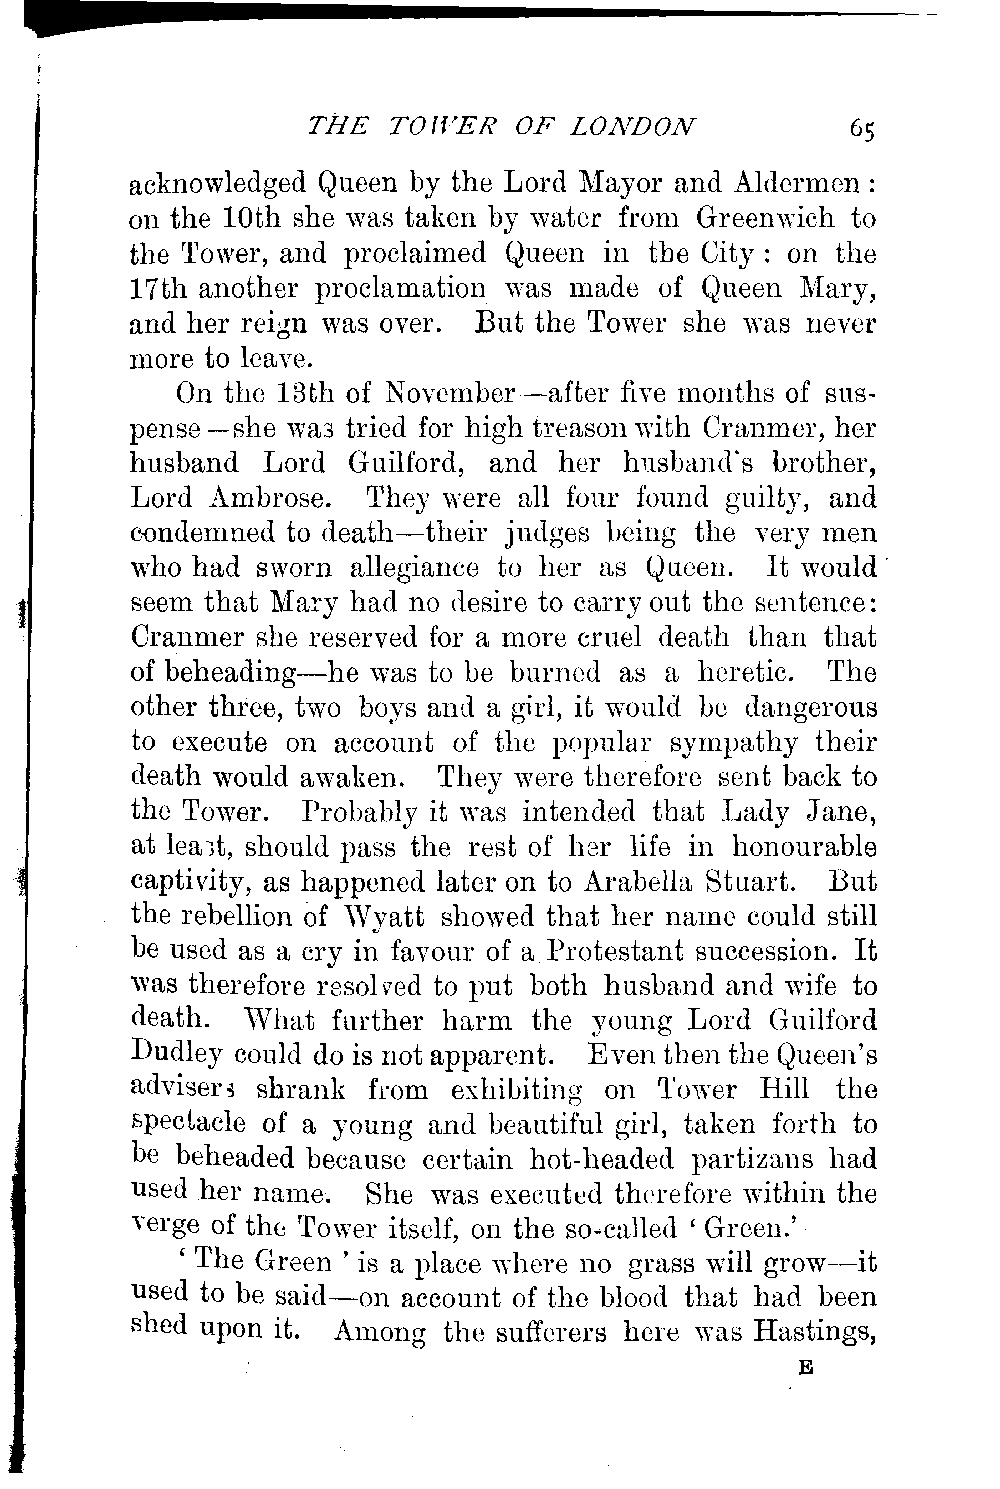 THE TOWER OF LONDON 65
acknowledged Queen by the Lord Mayor and Aldermen :
on the 10th she was taken by water from Greenwich to
the Tower, and proclaimed Queen in the City : on the
17th another proclamation was made of Queen Mary,
and her reign was over. But the Tower she was never
more to leave.
On the 13th of November—after five months of sus-
pense—she was tried for high treason with Cranmer, her
husband Lord Guilford, and her husband's brother,
Lord Ambrose. They were all four found guilty, and
condemned to death—their judges being the very men
who had sworn allegiance to her as Queen. It would
seem that Mary had no desire to carry out the sentence:
Cranmer she reserved for a more cruel death than that
of beheading—he was to be burned as a heretic. The
other three, two boys and a girl, it would be dangerous
to execute on account of the popular sympathy their
death would awaken. They were therefore sent back to
the Tower. Probably it was intended that Lady Jane,
at least, should pass the rest of her life in honourable
captivity, as happened later on to Arabella Stuart. But
the rebellion of Wyatt showed that her name could still
be used as a cry in favour of a Protestant succession. It
was therefore resolved to put both husband and wife to
death. What further harm the young Lord Guilford
Dudley could do is not apparent. Even then the Queen's
advisers shrank from exhibiting on Tower Hill the
spectacle of a young and beautiful girl, taken forth to
be beheaded because certain hot-headed partizans had
used her name. She was executed therefore within the
verge of the Tower itself, on the so-called ‘ Green.’
‘ The Green ’ is a place where no grass will grow—it
used to be said—on account of the blood that had been
shed upon it. Among the sufferers here was Hastings,
E